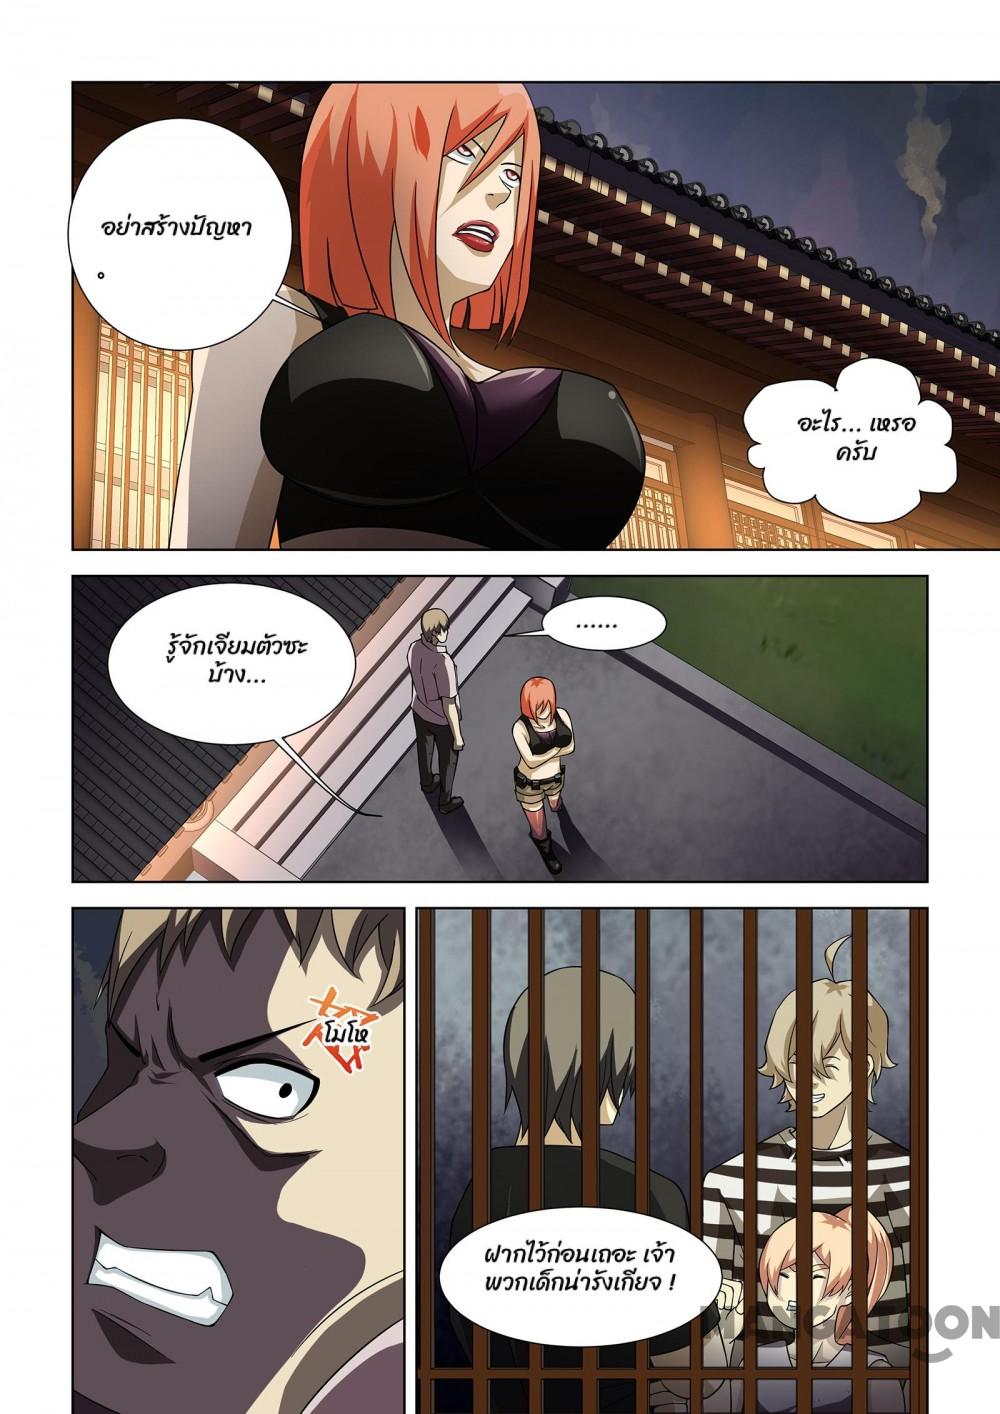 อย่าสร้างปัญหา
。
อะไร... เหรอ
ครับ
......
รู้จักเจียมตัวซะ
บ้าง...
โมโห
ฝากไว้ก่อนเถอะ เจ้า
พวกเด็กน่ารังเกียจ !
MANGATOON